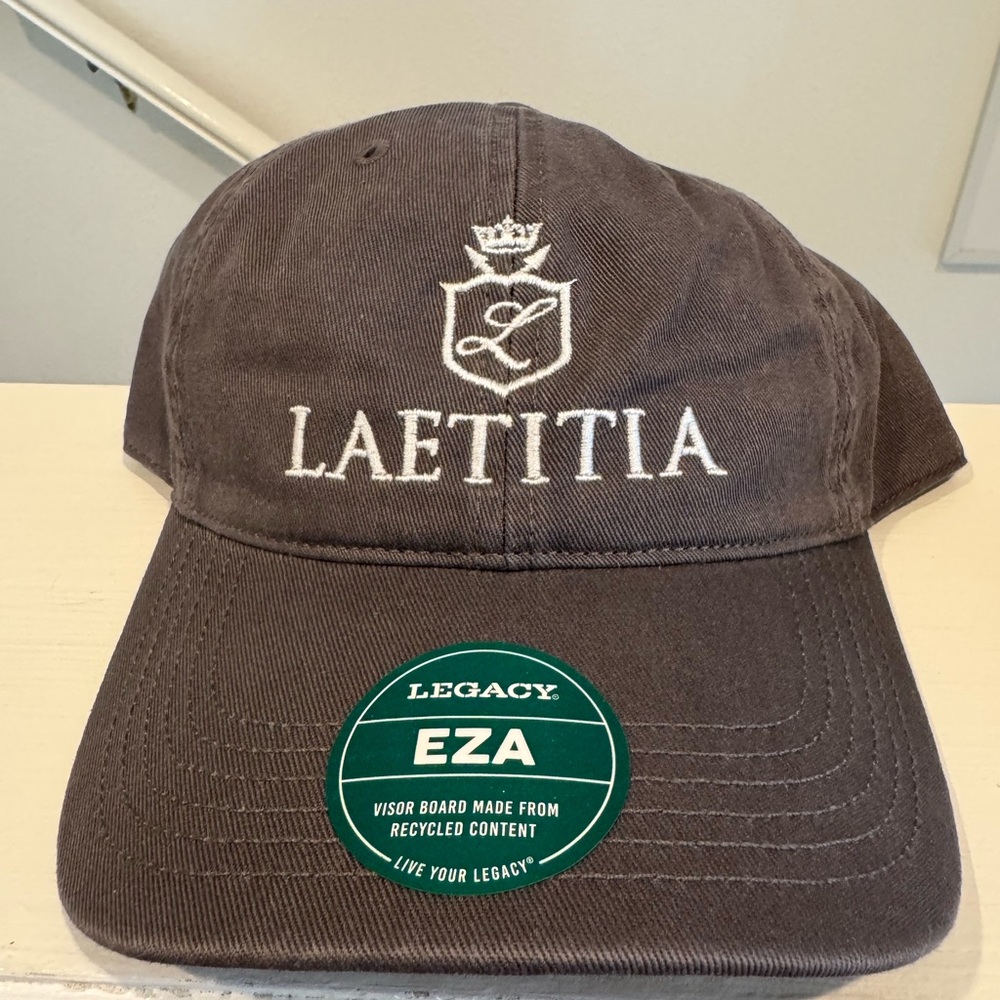 L
LAETITIA
LEGACY®
EZA
VISOR BOARD MADE FROM
RECYCLED CONTENT
LIVE YOUR LEGACY®